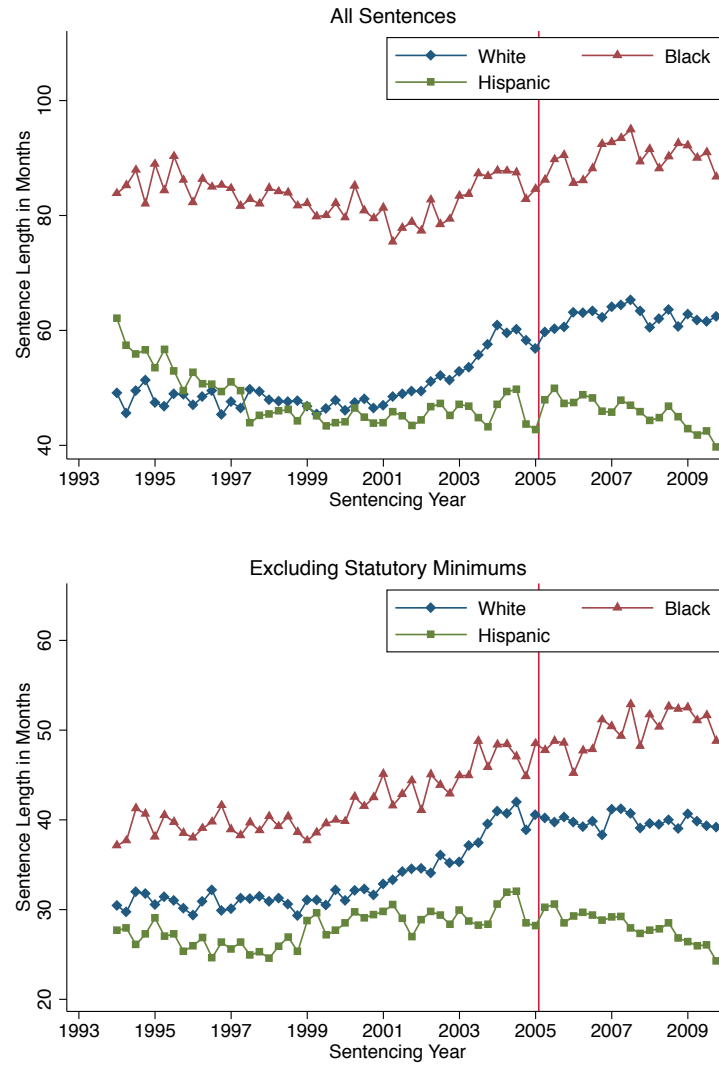 All Sentences
White Black
Hispanic
Sentence Length in Months
100
80
60
40
1993 1995 1997 1999 2001 2003 2005 2007 2009
Sentencing Year
Excluding Statutory Minimums
White Black
Hispanic
Sentence Length in Months
60
50
40
30
20
1993 1995 1997 1999 2001 2003 2005 2007 2009
Sentencing Year